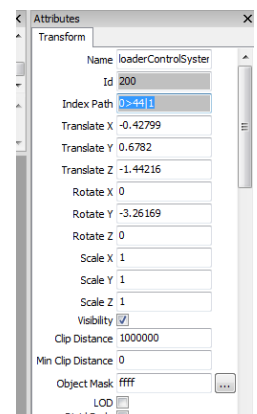 Attributes
Transform
Name loaderControlSyster
Id 200
Index Path 0>44|1
Translate X -0.42799
Translate Y 0.6782
Translate Z -1.44216
Rotate X 0
Rotate Y -3.26169
Rotate Z 0
Scale X 1
Scale Y 1
Scale Z 1
Visibility
Clip Distance 1000000
Min Clip Distance 0
Object Mask ffff ...
LOD